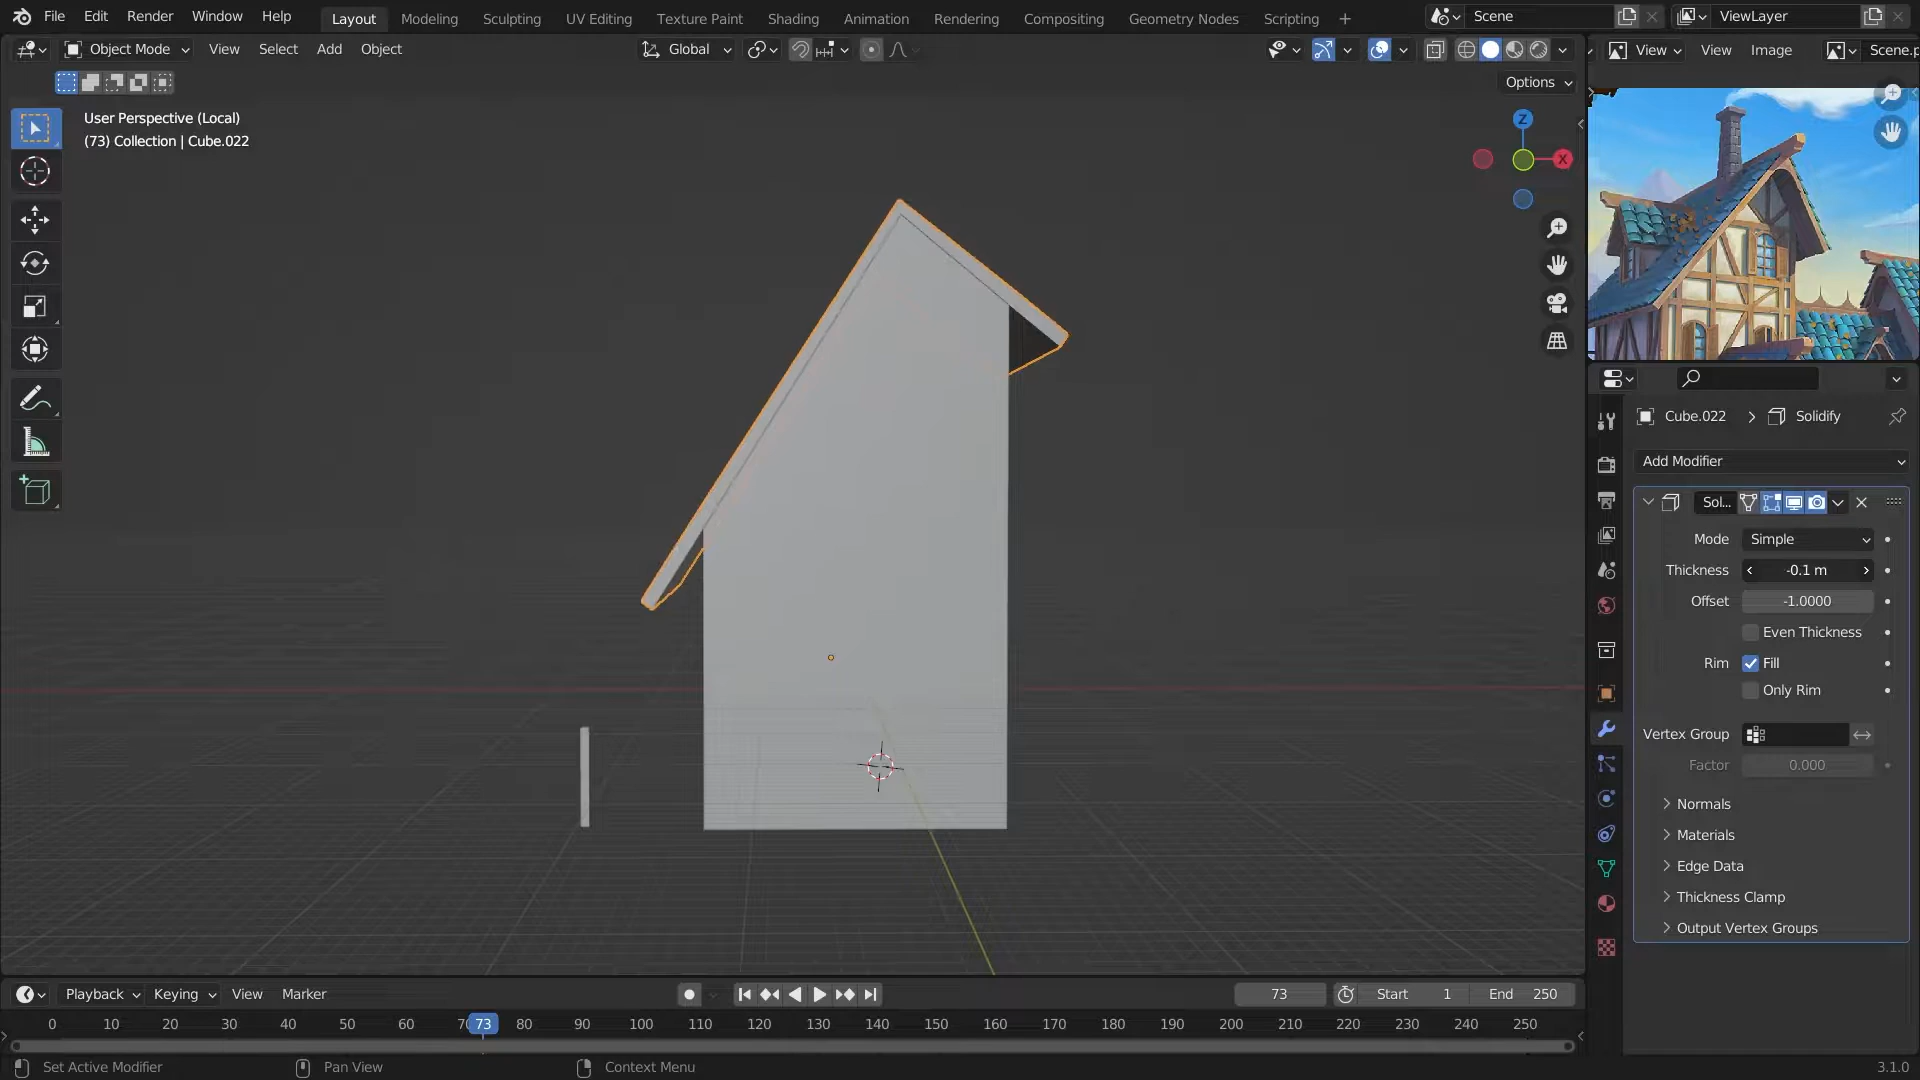 File Edit Render Window Help Layout Modeling Sculpting UV Editing Texture Paint Shading Animation Rendering Compositing Geometry Nodes Scripting + Scene ViewLayer
Object Mode View Select Add Object Global View View Image Scene.p
Options
User Perspective (Local)
(73) Collection | Cube.022
Z
X
Cube.022 > Solidify
Add Modifier
Sol...
Mode Simple
Thickness -0.1 m
Offset -1.0000
Even Thickness
Rim Fill
Only Rim
Vertex Group
Factor 0.000
Normals
Materials
Edge Data
Thickness Clamp
Output Vertex Groups
Playback Keying View Marker 73 Start 1 End 250
0 10 20 30 40 50 60 70 73 80 90 100 110 120 130 140 150 160 170 180 190 200 210 220 230 240 250
Set Active Modifier Pan View Context Menu 3.1.0